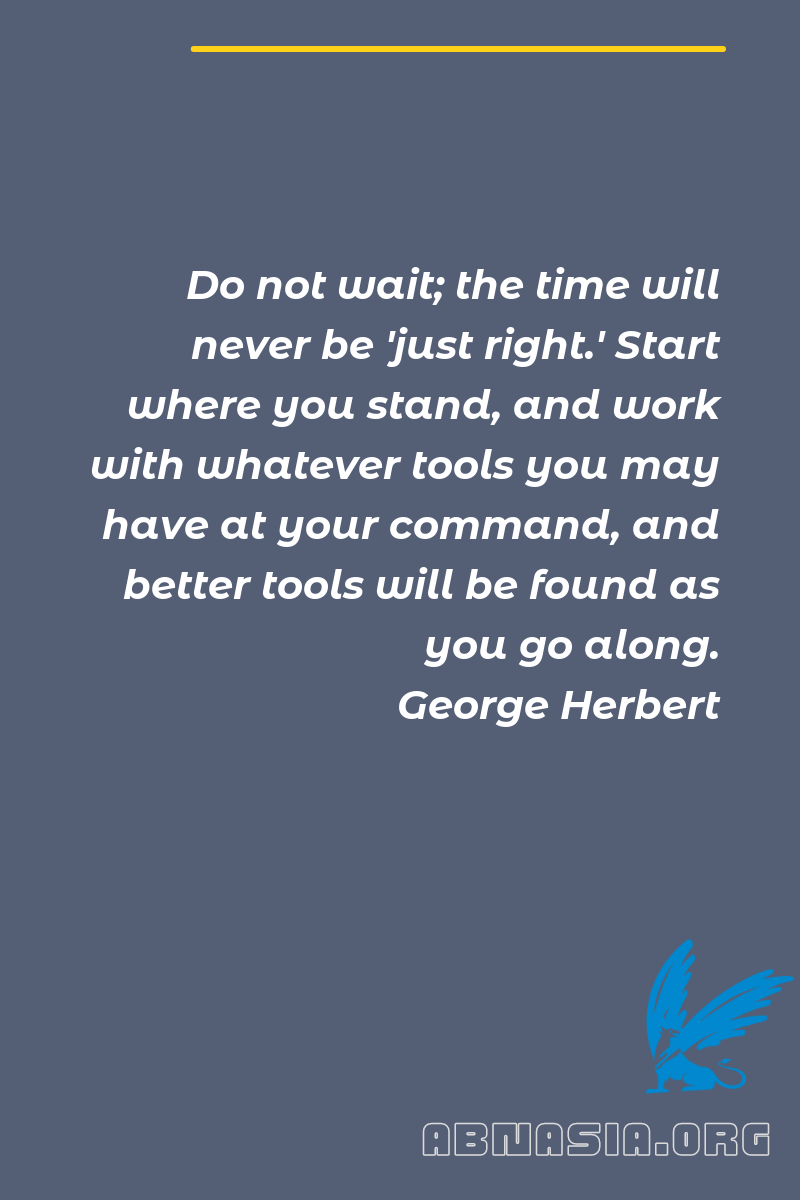 Do not wait; the time will
never be 'just right.' Start
where you stand, and work
with whatever tools you may
have at your command, and
better tools will be found as
you go along.
George Herbert
ABNASIA.ORG